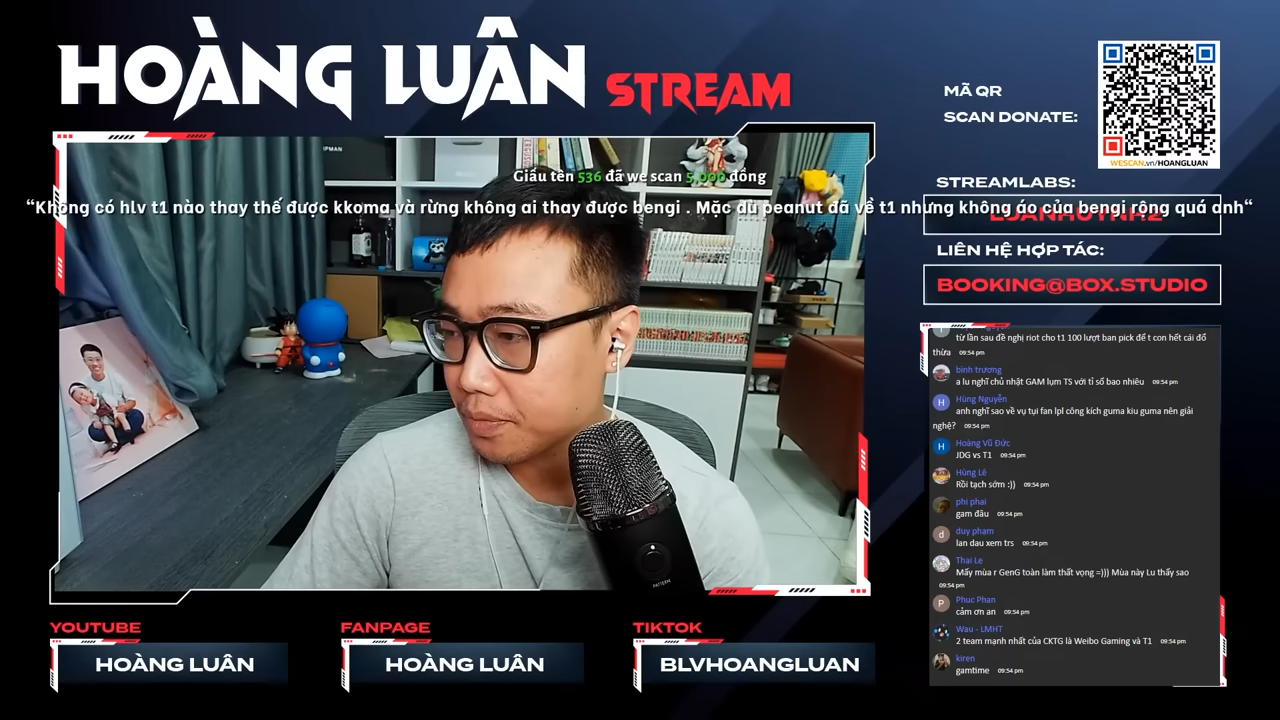 HOÀNG LUÂN STREAM
MÃ QR
SCAN DONATE:
WESCAN.vn/HOANGLUAN
Giấu tên 536 đã we scan 5,000 đồng
STREAMLABS:
“Không có hlv t1 nào thay thế được kkoma và rừng không ai thay được bengi . Mặc dù peanut đã về t1 nhưng không áo của bengi rộng quá anh“
LIÊN HỆ HỢP TÁC:
BOOKING@BOX.STUDIO
từ lần sau đề nghị riot cho t1 100 lượt ban pick để t con hết cái đổ
thừa 09:54 pm
bình trương
a lu nghĩ chủ nhật GAM lụm TS với tỉ số bao nhiêu 09:54 pm
Hùng Nguyễn
anh nghĩ sao về vụ tụi fan lpl công kích guma kiu guma nên giải
nghệ? 09:54 pm
Hoàng Vũ Đức
JDG vs T1 09:54 pm
Hùng Lê
Rồi tạch sớm :)) 09:54 pm
phi phai
gam đâu 09:54 pm
duy phạm
lan dau xem trs 09:54 pm
Thai Le
Mấy mùa r GenG toàn làm thất vọng =))) Mùa này Lu thấy sao
09:54 pm
Phuc Phan
cảm ơn an 09:54 pm
Wau - LMHT
2 team mạnh nhất của CKTG là Weibo Gaming và T1 09:54 pm
kiren
gamtime 09:54 pm
YOUTUBE
HOÀNG LUÂN
FANPAGE
HOÀNG LUÂN
TIKTOK
BLVHOANGLUAN